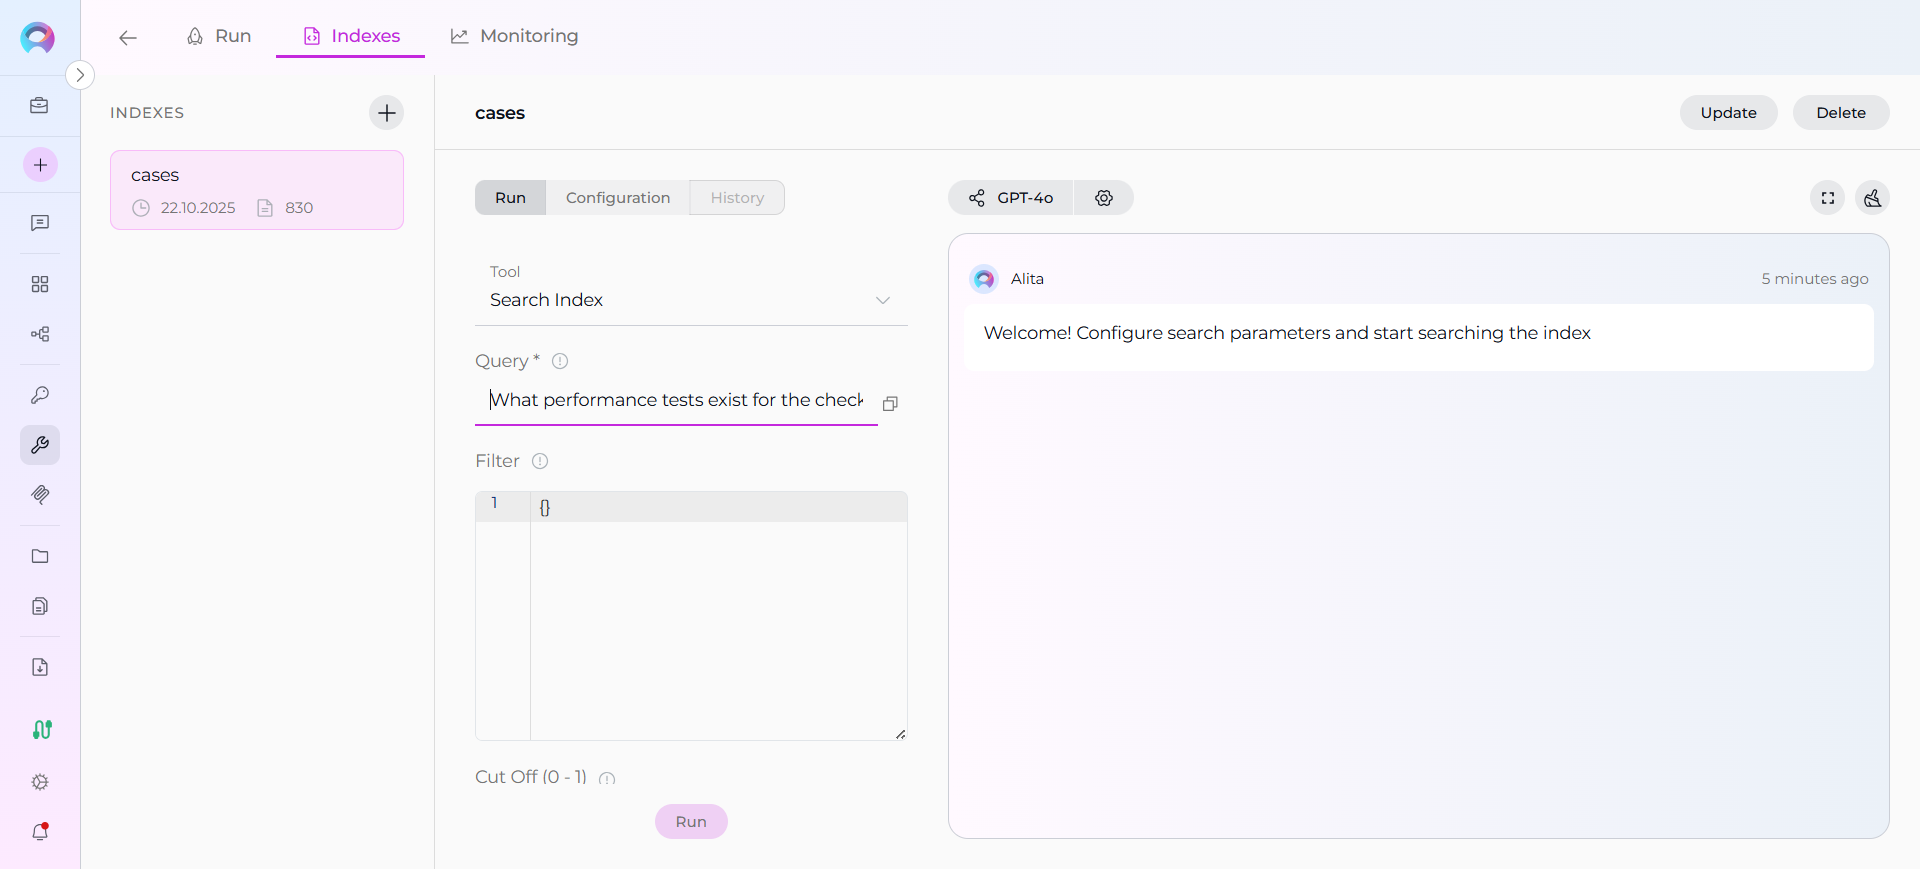 Run
Indexes
Monitoring
INDEXES
cases
22.10.2025
830
cases
Update
Delete
Run
Configuration
History
GPT-4o
Tool
Search Index
Query *
What performance tests exist for the check
Filter
1
{}
Cut Off (0 - 1)
Run
Alita
5 minutes ago
Welcome! Configure search parameters and start searching the index